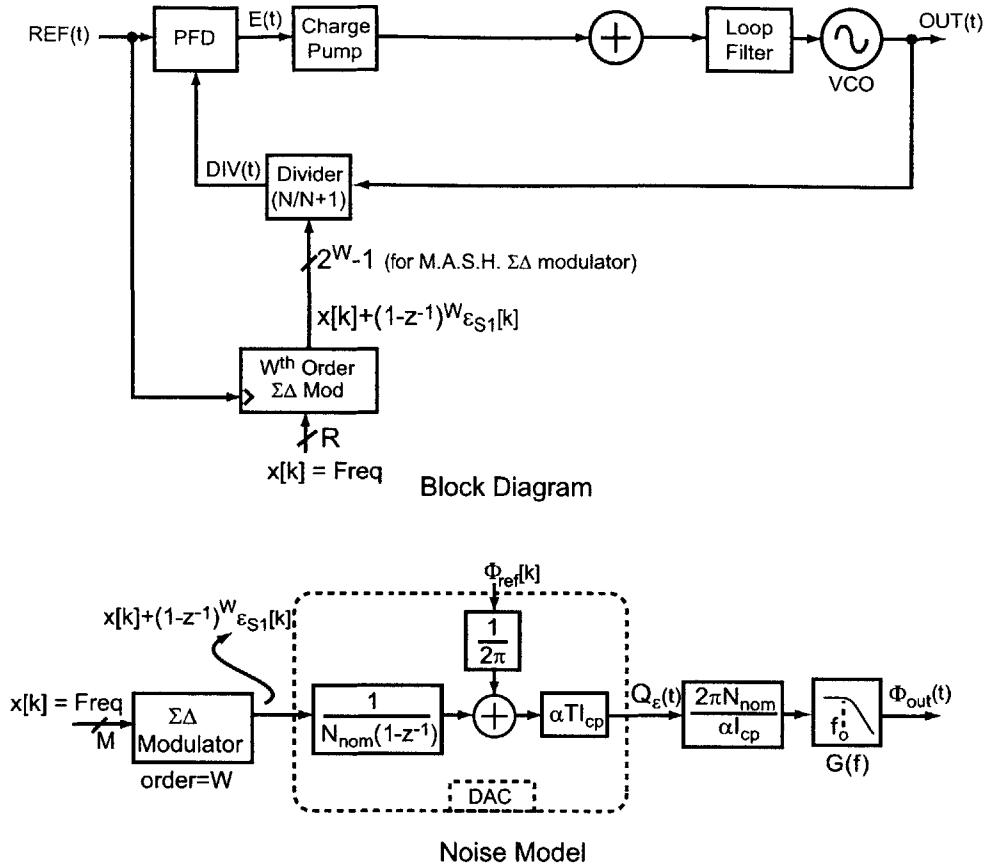 REF(t)
PFD
E(t)
Charge
Pump
+
Loop
Filter
VCO
OUT(t)
DIV(t)
Divider
(N/N+1)
2^W-1 (for M.A.S.H. ΣΔ modulator)
x[k]+(1-z⁻¹)^W ε_S1[k]
W^th Order
ΣΔ Mod
R
x[k] = Freq
Block Diagram
Φ_ref[k]
x[k]+(1-z⁻¹)^W ε_S1[k]
1
2π
x[k] = Freq
M
ΣΔ
Modulator
order=W
1
N_nom(1-z⁻¹)
+
αTI_cp
Q_ε(t)
2πN_nom
αI_cp
f_o
G(f)
Φ_out(t)
DAC
Noise Model